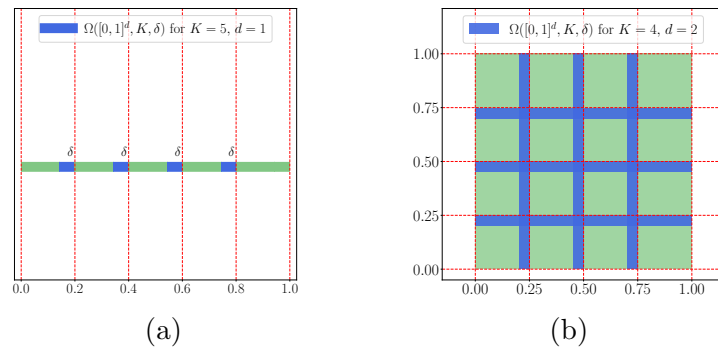 Ω([0, 1]^d, K, δ) for K = 5, d = 1
δ δ δ δ
0.0 0.2 0.4 0.6 0.8 1.0
(a)
Ω([0, 1]^d, K, δ) for K = 4, d = 2
1.00
0.75
0.50
0.25
0.00
0.00 0.25 0.50 0.75 1.00
(b)